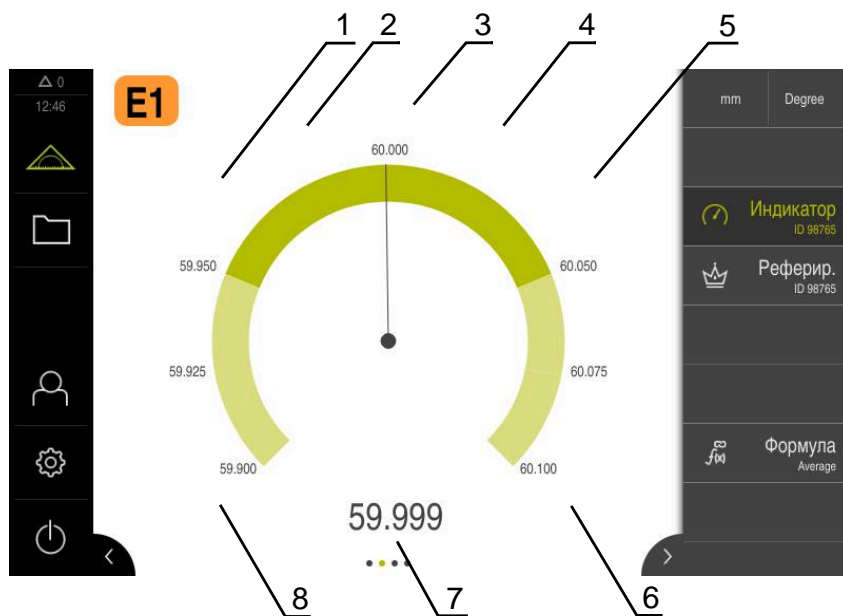 1 2 3 4 5
0
12:46
E1
mm Degree
60.000
Индикатор
ID 98765
59.950 60.050
Реферир.
ID 98765
59.925 60.075
Формула
Average
59.900 60.100
59.999
8 7 6